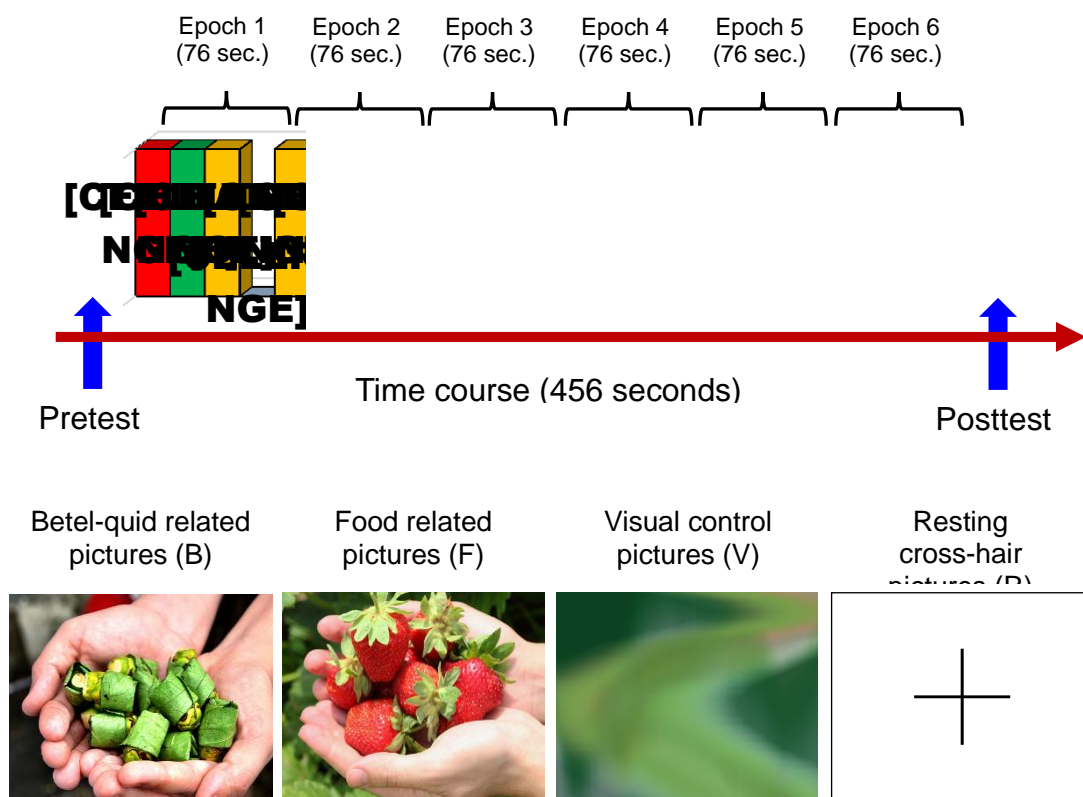 Epoch 1
(76 sec.)
Epoch 2
(76 sec.)
Epoch 3
(76 sec.)
Epoch 4
(76 sec.)
Epoch 5
(76 sec.)
Epoch 6
(76 sec.)
NGE]
Time course (456 seconds)
Pretest
Posttest
Betel-quid related
pictures (B)
Food related
pictures (F)
Visual control
pictures (V)
Resting
cross-hair
pictures (R)